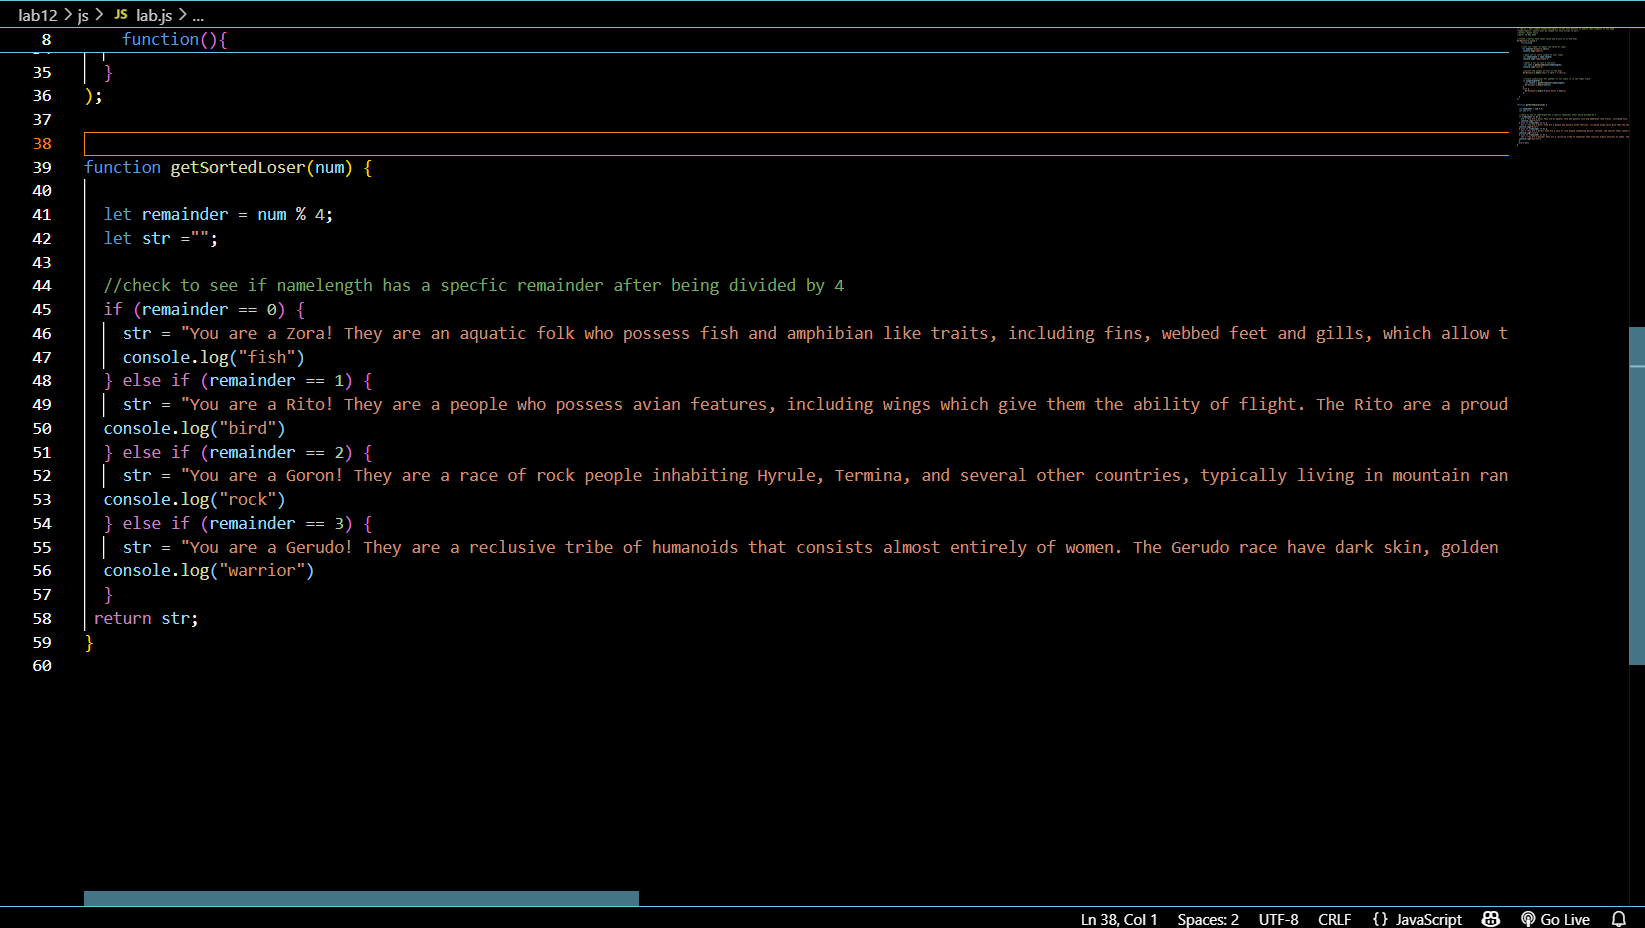 lab12 > js > JS lab.js > ...
8 function(){
35 }
36 );
37
38
39 function getSortedLoser(num) {
40
41 let remainder = num % 4;
42 let str ="";
43
44 //check to see if namelength has a specfic remainder after being divided by 4
45 if (remainder == 0) {
46 str = "You are a Zora! They are an aquatic folk who possess fish and amphibian like traits, including fins, webbed feet and gills, which allow t
47 console.log("fish")
48 } else if (remainder == 1) {
49 str = "You are a Rito! They are a people who possess avian features, including wings which give them the ability of flight. The Rito are a proud
50 console.log("bird")
51 } else if (remainder == 2) {
52 str = "You are a Goron! They are a race of rock people inhabiting Hyrule, Termina, and several other countries, typically living in mountain ran
53 console.log("rock")
54 } else if (remainder == 3) {
55 str = "You are a Gerudo! They are a reclusive tribe of humanoids that consists almost entirely of women. The Gerudo race have dark skin, golden
56 console.log("warrior")
57 }
58 return str;
59 }
60
Ln 38, Col 1 Spaces: 2 UTF-8 CRLF {} JavaScript Go Live